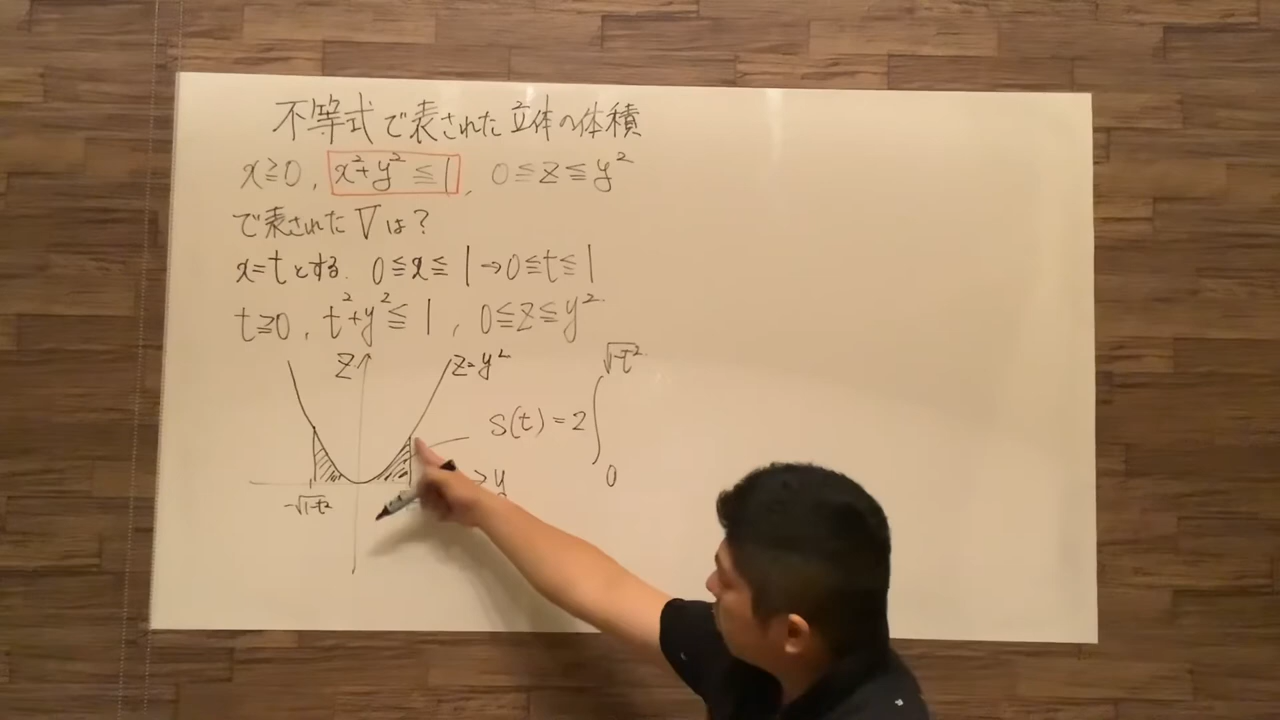 不等式で表された立体の体積
x≧0, x²+y²≦1, 0≦z≦y²
で表されたVは?
x=tとする. 0≦x≦1→0≦t≦1
t≧0, t²+y²≦1, 0≦z≦y²
z
z=y²
y
-√1-t²
S(t)=2∫
√1-t²
0